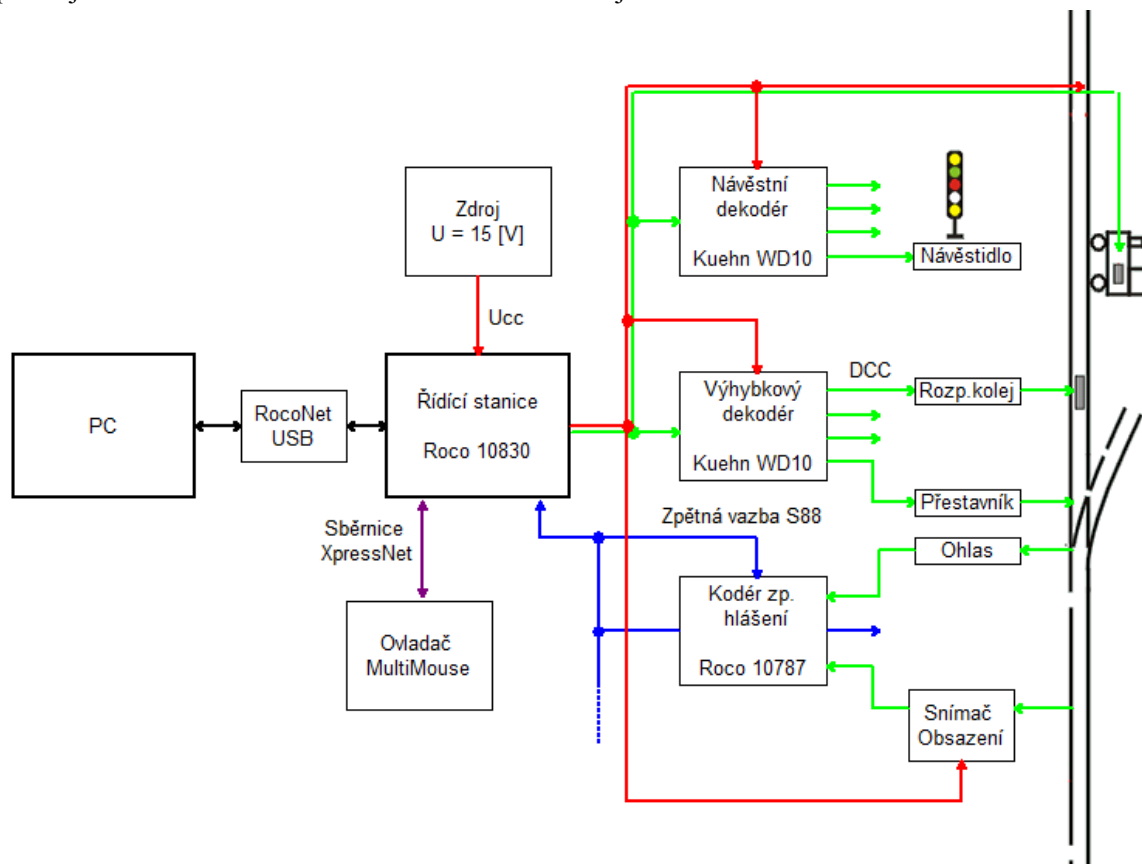 Návěstní
dekodér
Kuehn WD10
Návěstidlo
Zdroj
U = 15 [V]
Ucc
PC
RocoNet
USB
Řídící stanice
Roco 10830
Výhybkový
dekodér
Kuehn WD10
DCC
Rozp.kolej
Přestavník
Sběrnice
XpressNet
Zpětná vazba S88
Ohlas
Ovladač
MultiMouse
Kodér zp.
hlášení
Roco 10787
Snímač
Obsazení